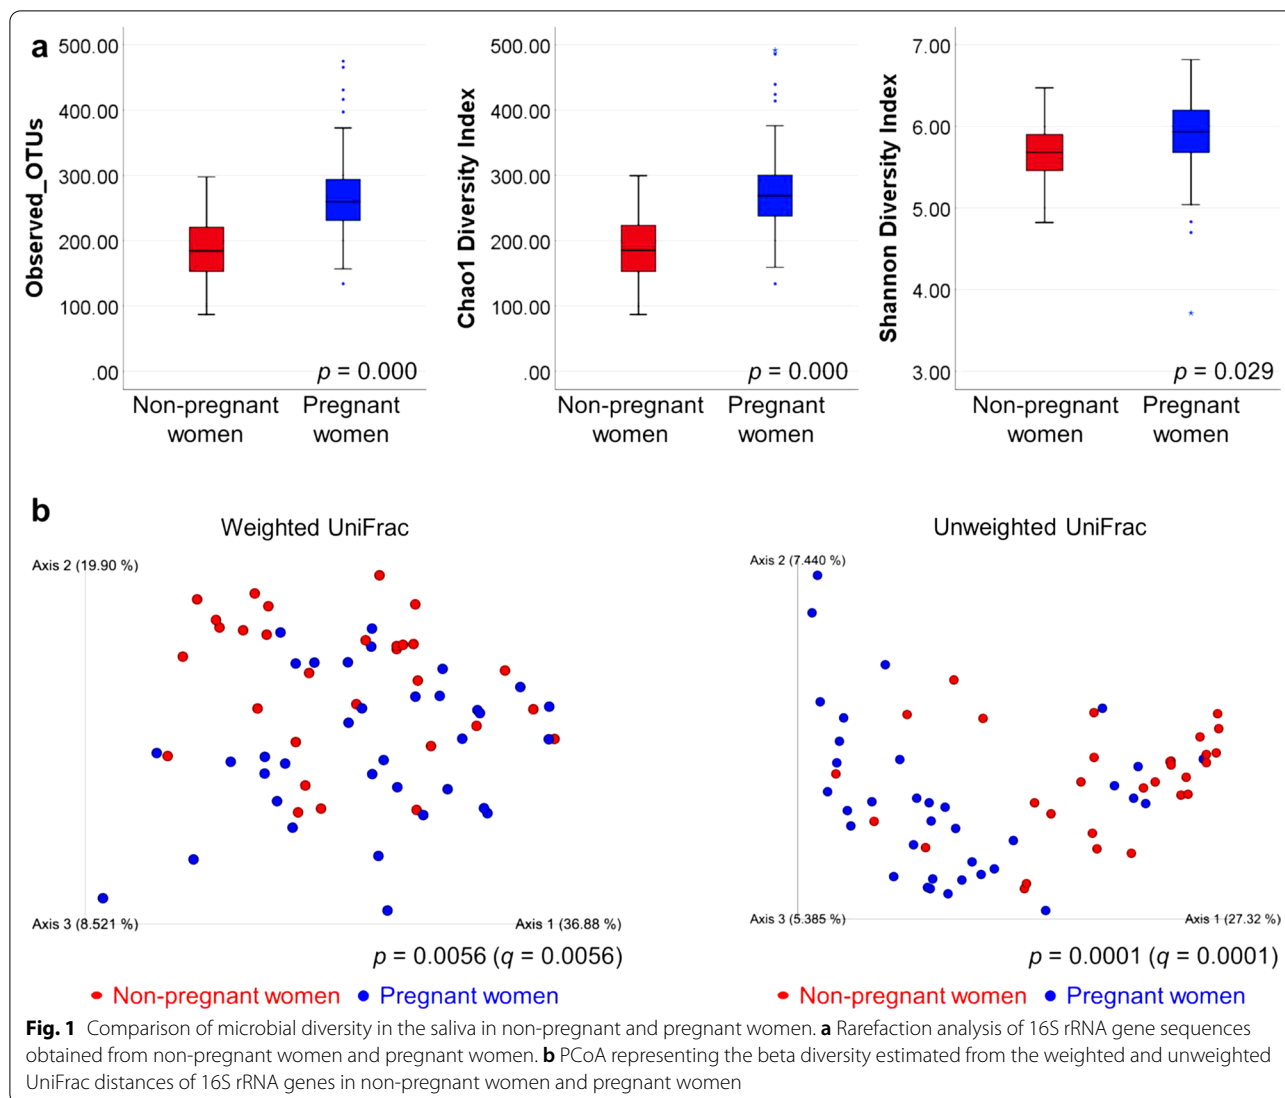 a
500.00
400.00
300.00
200.00
100.00
.00
Observed_OTUs
p = 0.000
Non-pregnant women
Pregnant women
500.00
400.00
300.00
200.00
100.00
.00
Chao1 Diversity Index
p = 0.000
Non-pregnant women
Pregnant women
7.00
6.00
5.00
4.00
3.00
Shannon Diversity Index
p = 0.029
Non-pregnant women
Pregnant women
b
Weighted UniFrac
Axis 2 (19.90 %)
Axis 3 (8.521 %)
Axis 1 (36.88 %)
p = 0.0056 (q = 0.0056)
Non-pregnant women
Pregnant women
Unweighted UniFrac
Axis 2 (7.440 %)
Axis 3 (5.385 %)
Axis 1 (27.32 %)
p = 0.0001 (q = 0.0001)
Non-pregnant women
Pregnant women
Fig. 1 Comparison of microbial diversity in the saliva in non-pregnant and pregnant women. a Rarefaction analysis of 16S rRNA gene sequences
obtained from non-pregnant women and pregnant women. b PCoA representing the beta diversity estimated from the weighted and unweighted
UniFrac distances of 16S rRNA genes in non-pregnant women and pregnant women